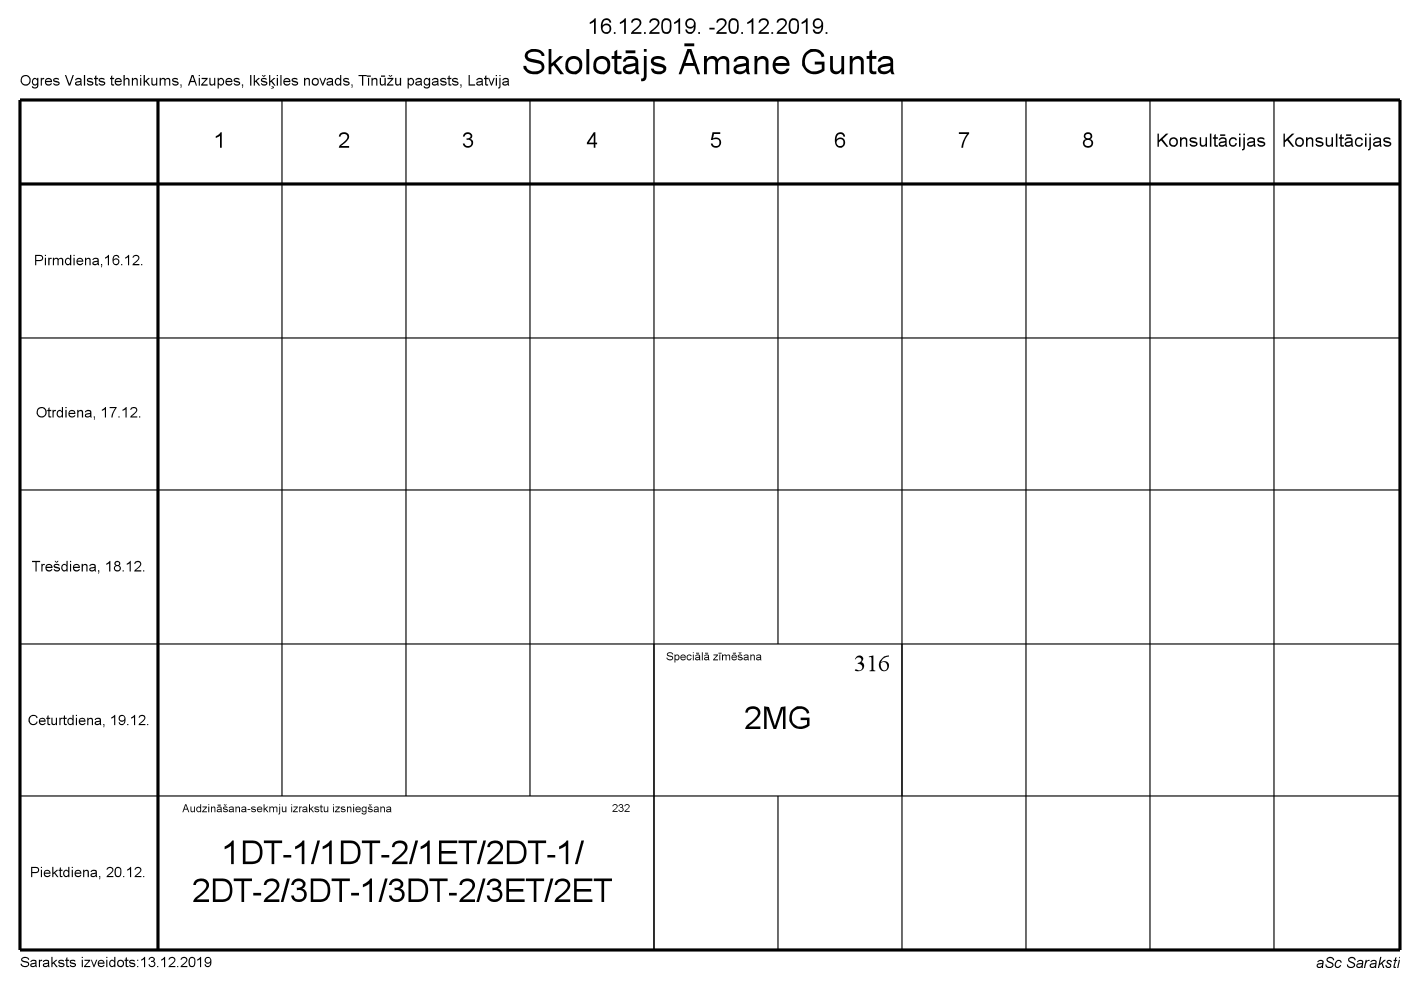 16.12.2019. -20.12.2019.
Skolotājs Āmane Gunta
Ogres Valsts tehnikums, Aizupes, Ikšķiles novads, Tīnūžu pagasts, Latvija
1 2 3 4 5 6 7 8 Konsultācijas Konsultācijas
Pirmdiena,16.12.
Otrdiena, 17.12.
Trešdiena, 18.12.
Ceturtdiena, 19.12.
Speciālā zīmēšana 316
2MG
Piektdiena, 20.12.
Audzināšana-sekmju izrakstu izsniegšana 232
1DT-1/1DT-2/1ET/2DT-1/
2DT-2/3DT-1/3DT-2/3ET/2ET
Saraksts izveidots:13.12.2019
aSc Saraksti